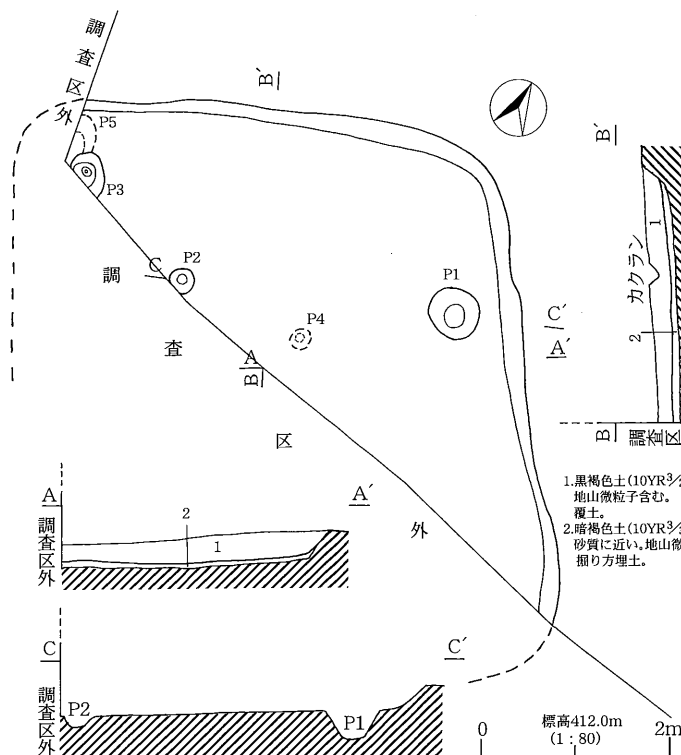 調査区外
B`
P5
P3
P2
C
P1
P4
C´
A´
A
B
調査区外
B`
1
カクラン
2
B
調査区
A
A´
2
1
調査区外
1.黒褐色土(10YR3/
地山微粒子含む。
覆土。
2.暗褐色土(10YR3/
砂質に近い。地山微
掘り方埋土。
C
C´
P2
P1
調査区外
0
標高412.0m
(1:80)
2m